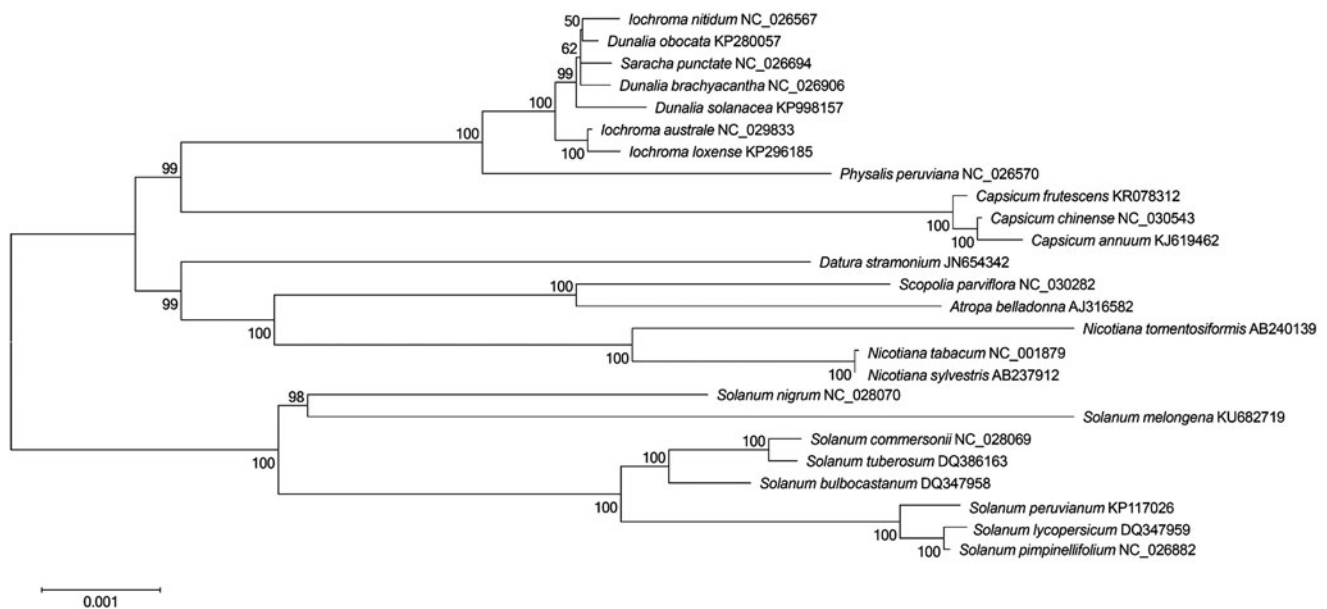 50
Iochroma nitidum NC_026567
Dunalia obocata KP280057
62
Saracha punctate NC_026694
99
Dunalia brachyacantha NC_026906
100
Dunalia solanacea KP998157
100
Iochroma australe NC_029833
100
Iochroma loxense KP296185
99
Physalis peruviana NC_026570
Capsicum frutescens KR078312
100
Capsicum chinense NC_030543
100
Capsicum annuum KJ619462
Datura stramonium JN654342
99
100
Scopolia parviflora NC_030282
Atropa belladonna AJ316582
100
Nicotiana tomentosiformis AB240139
100
Nicotiana tabacum NC_001879
100
Nicotiana sylvestris AB237912
98
Solanum nigrum NC_028070
Solanum melongena KU682719
100
100
Solanum commersonii NC_028069
100
Solanum tuberosum DQ386163
Solanum bulbocastanum DQ347958
100
Solanum peruvianum KP117026
100
Solanum lycopersicum DQ347959
100
Solanum pimpinellifolium NC_026882
0.001